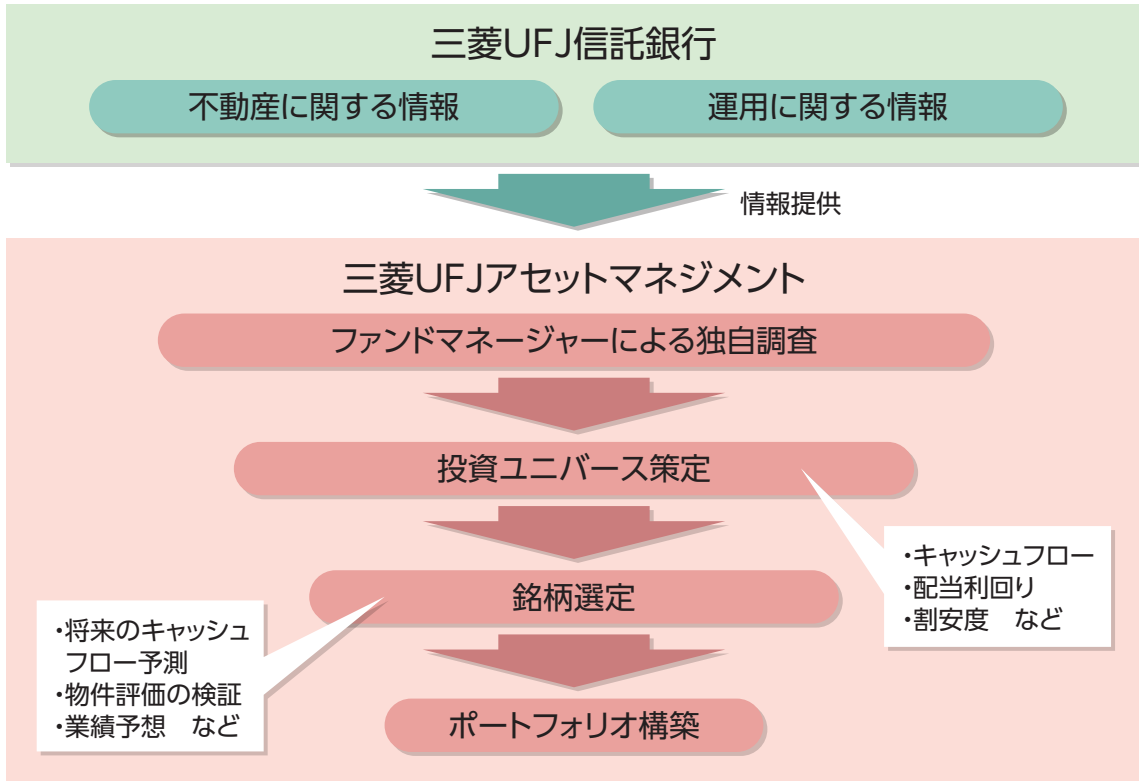 三菱UFJ信託銀行
不動産に関する情報
運用に関する情報
情報提供
三菱UFJアセットマネジメント
ファンドマネージャーによる独自調査
投資ユニバース策定
・キャッシュフロー
・配当利回り
・割安度　など
銘柄選定
・将来のキャッシュ
フロー予測
・物件評価の検証
・業績予想　など
ポートフォリオ構築